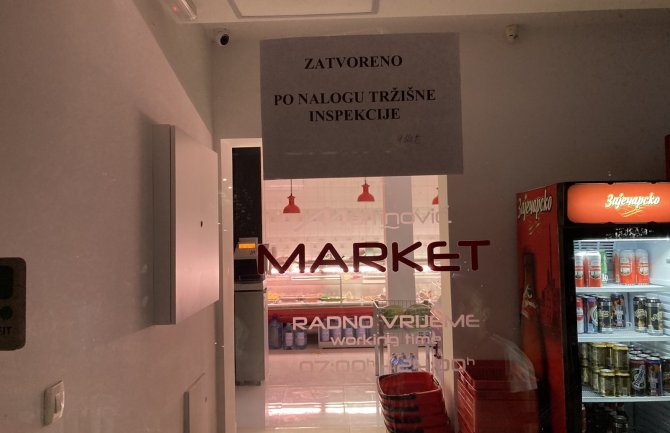 ZATVORENO
PO NALOGU TRŽIŠNE
INSPEKCIJE
Зајечарско
Зајечарско
MARKET
RADNO VRIJEME
working time